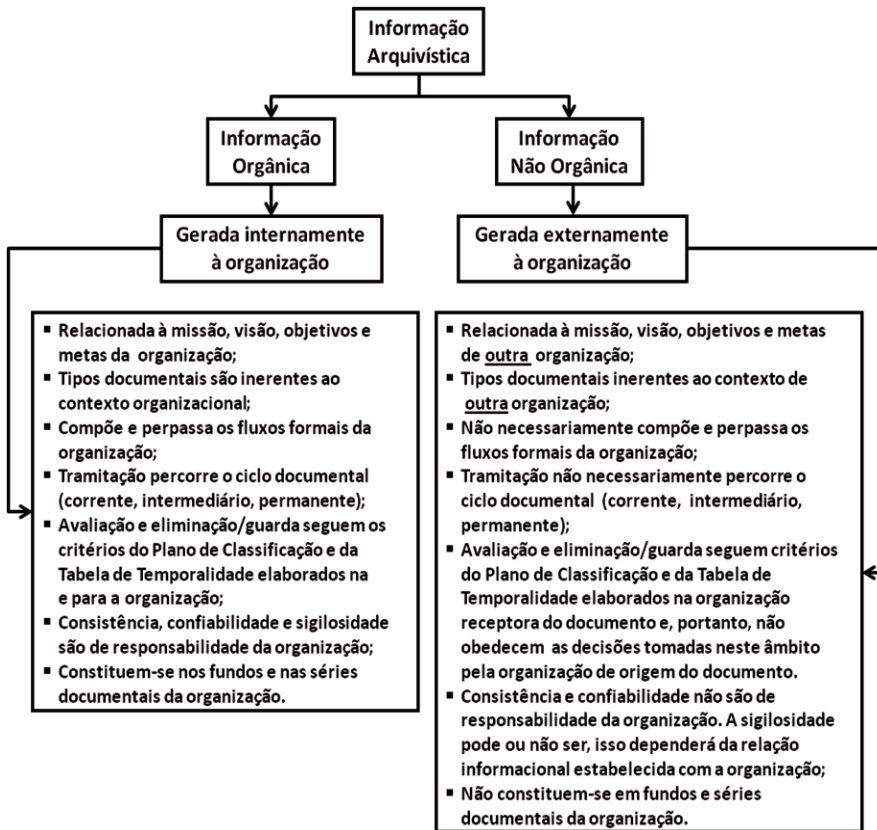 Informação
Arquivística
Informação
Orgânica
Informação
Não Orgânica
Gerada internamente
à organização
Gerada externamente
à organização
▪ Relacionada à missão, visão, objetivos e
metas da organização;
▪ Tipos documentais são inerentes ao
contexto organizacional;
▪ Compõe e perpassa os fluxos formais da
organização;
▪ Tramitação percorre o ciclo documental
(corrente, intermediário, permanente);
▪ Avaliação e eliminação/guarda seguem os
critérios do Plano de Classificação e da
Tabela de Temporalidade elaborados na
e para a organização;
▪ Consistência, confiabilidade e sigilosidade
são de responsabilidade da organização;
▪ Constituem-se nos fundos e nas séries
documentais da organização.
▪ Relacionada à missão, visão, objetivos e metas
de outra organização;
▪ Tipos documentais inerentes ao contexto de
outra organização;
▪ Não necessariamente compõe e perpassa os
fluxos formais da organização;
▪ Tramitação não necessariamente percorre o
ciclo documental (corrente, intermediário,
permanente);
▪ Avaliação e eliminação/guarda seguem critérios
do Plano de Classificação e da Tabela de
Temporalidade elaborados na organização
receptora do documento e, portanto, não
obedecem as decisões tomadas neste âmbito
pela organização de origem do documento.
▪ Consistência e confiabilidade não são de
responsabilidade da organização. A sigilosidade
pode ou não ser, isso dependerá da relação
informacional estabelecida com a organização;
▪ Não constituem-se em fundos e séries
documentais da organização.